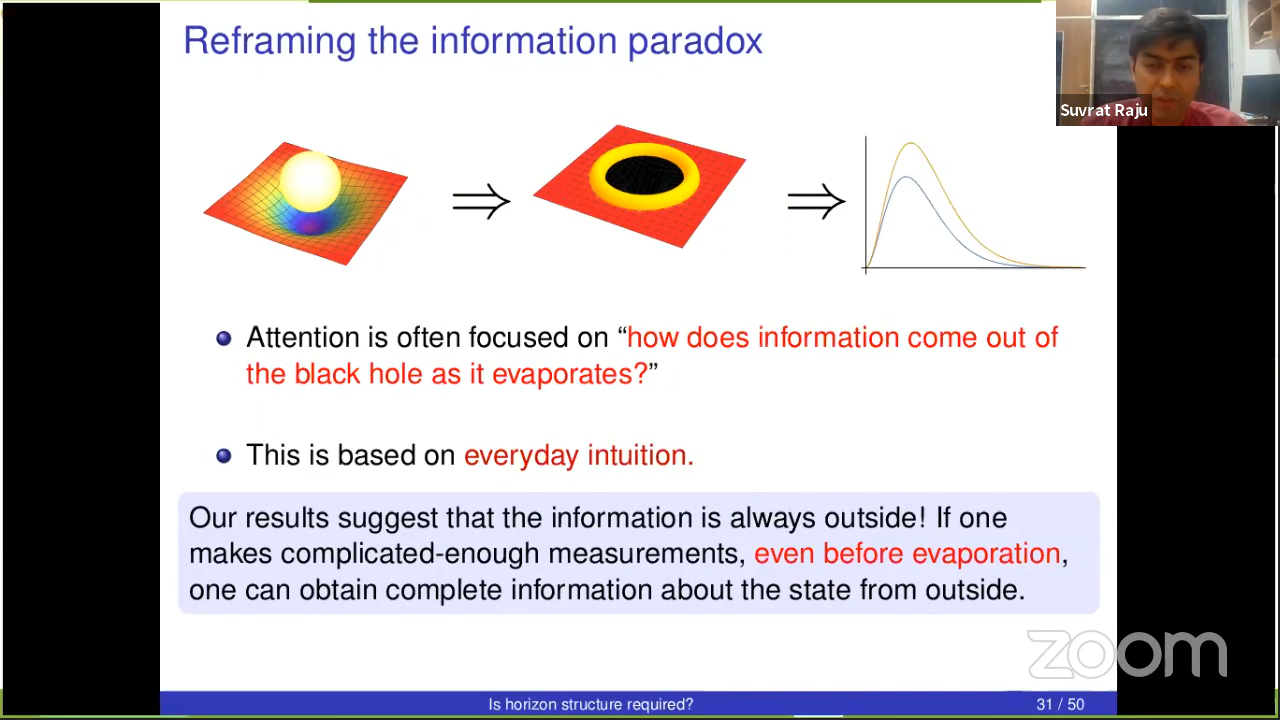 Reframing the information paradox
Suvrat Raju
Attention is often focused on “how does information come out of
the black hole as it evaporates?”
This is based on everyday intuition.
Our results suggest that the information is always outside! If one
makes complicated-enough measurements, even before evaporation,
one can obtain complete information about the state from outside.
zoom
Is horizon structure required?
31 / 50